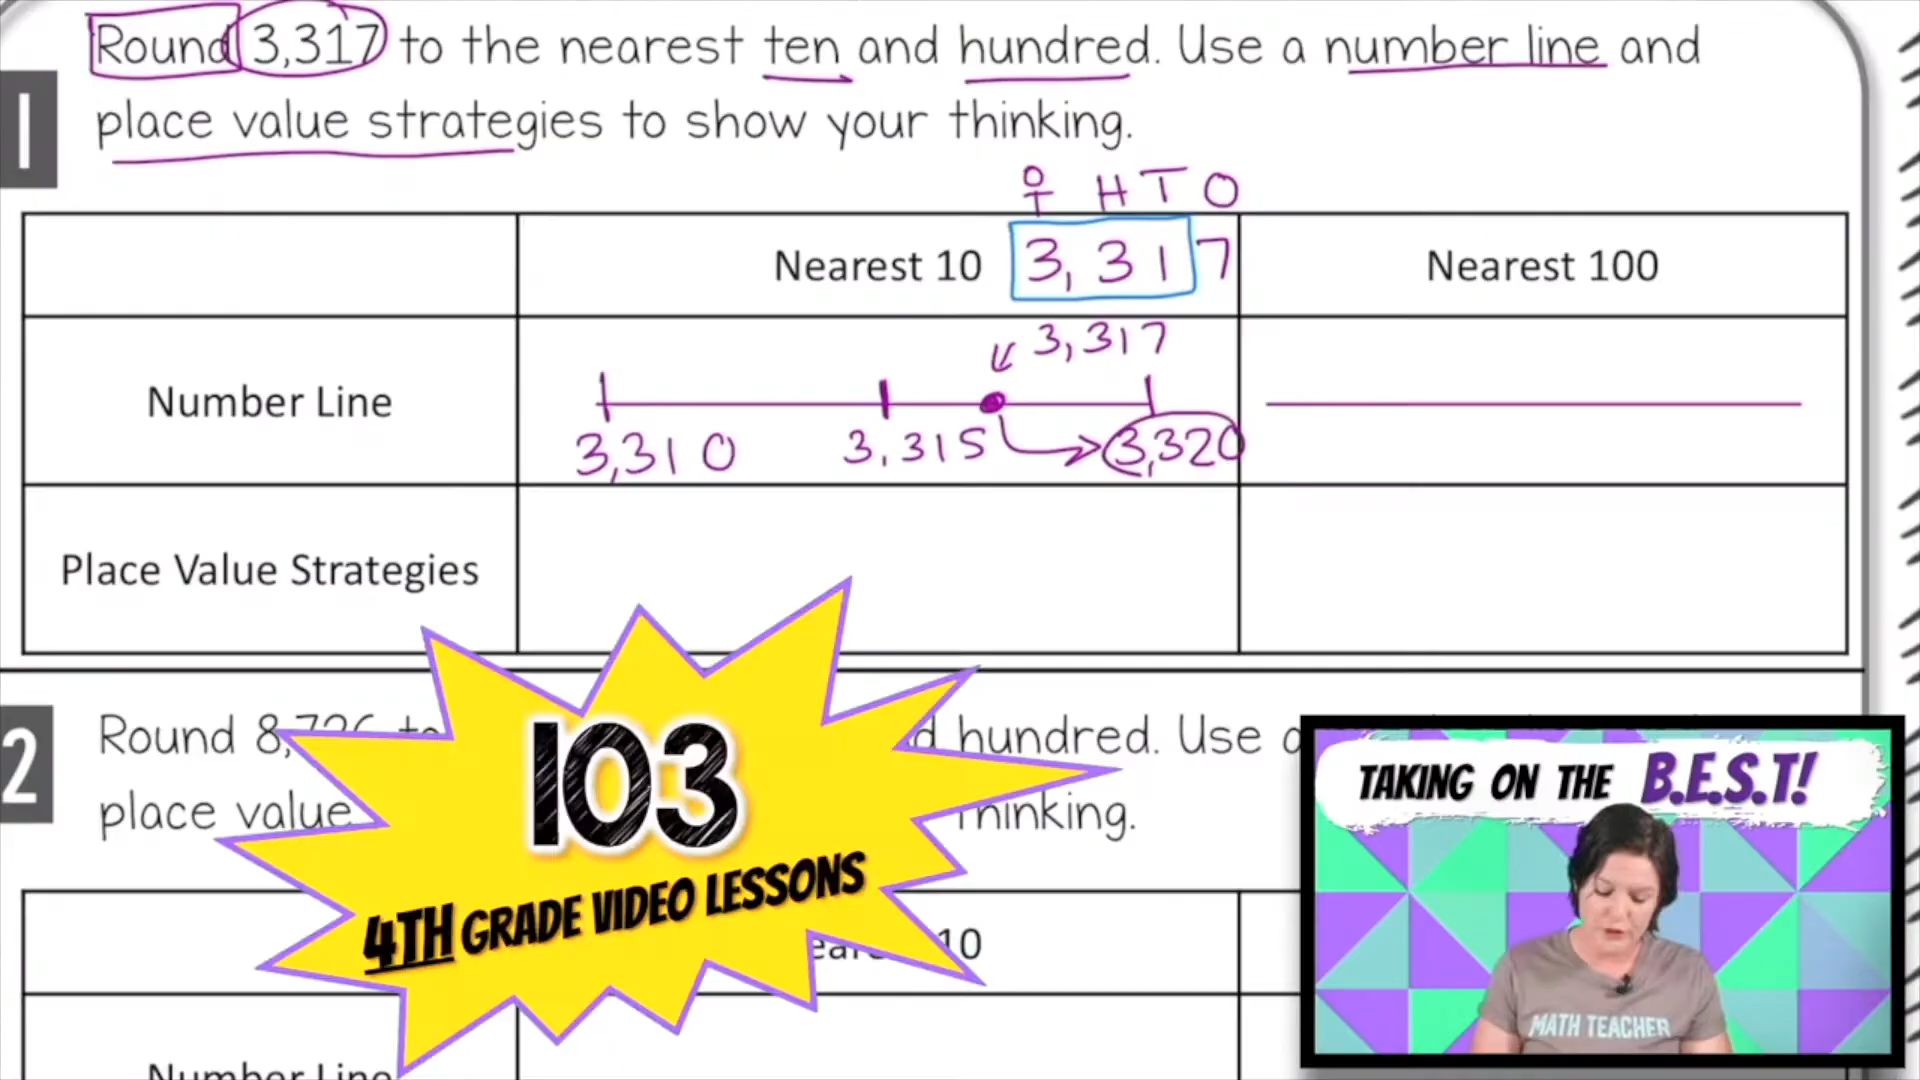 Round 3,317 to the nearest ten and hundred. Use a number line and
1
place value strategies to show your thinking.
H T O
Nearest 10 3,317 Nearest 100
3,317
Number Line
3,310 3,315 3,320
Place Value Strategies
2
Round hundred. Use
place value thinking.
103
4TH GRADE VIDEO LESSONS
10
Number Line
TAKING ON THE B.E.S.T!
MATH TEACHER